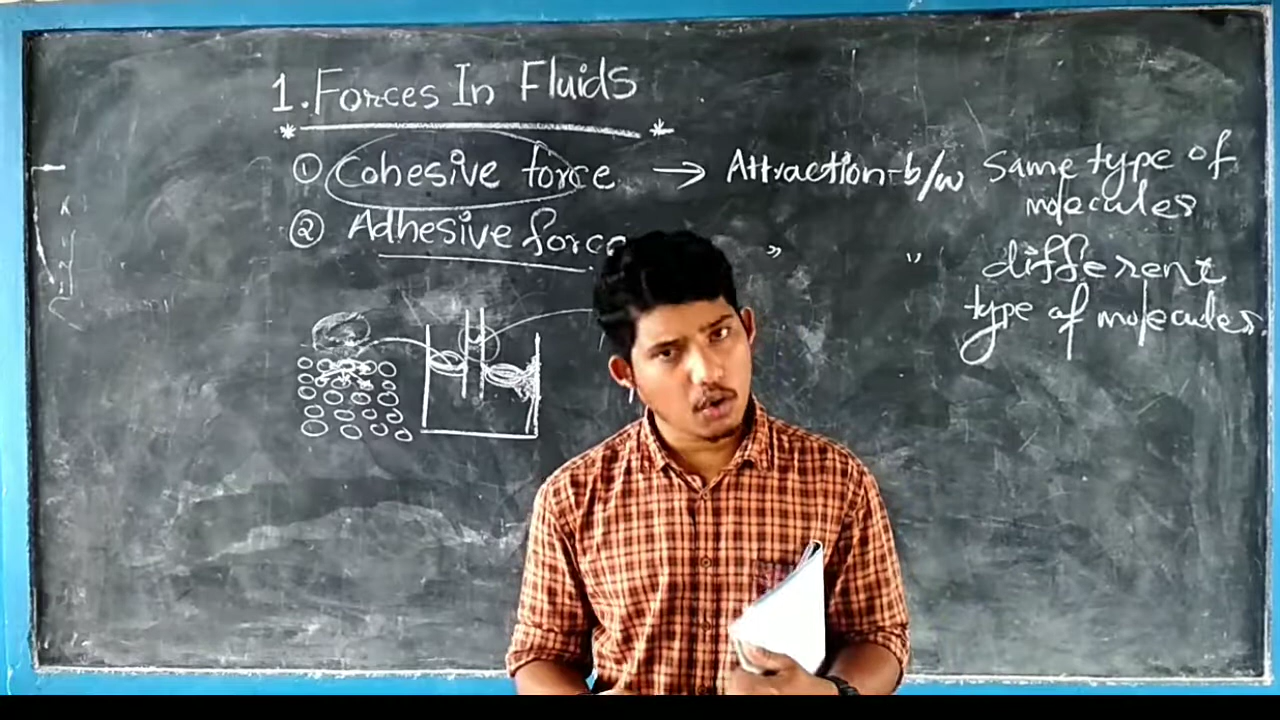 1. Forces In Fluids
① Cohesive force → Attraction b/w Same type of
molecules
② Adhesive force " " different
type of molecules.